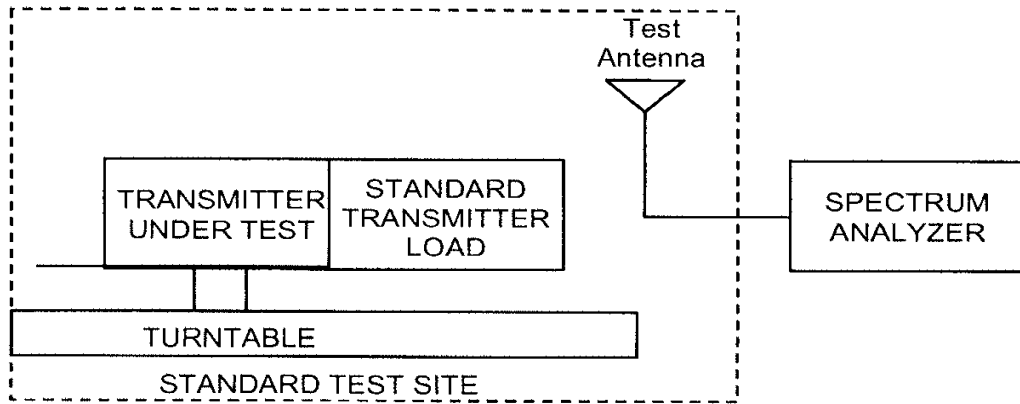 Test
Antenna
TRANSMITTER
UNDER TEST
STANDARD
TRANSMITTER
LOAD
SPECTRUM
ANALYZER
TURNTABLE
STANDARD TEST SITE